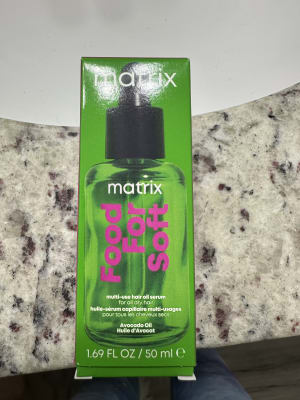 matrix
matrix
Food
For
Soft
multi-use hair oil serum
for all dry hair
huile-sérum capillaire multi-usages
pour tous les cheveux secs
Avocado Oil
Huile d'Avocat
1.69 FL OZ / 50 ml ℮